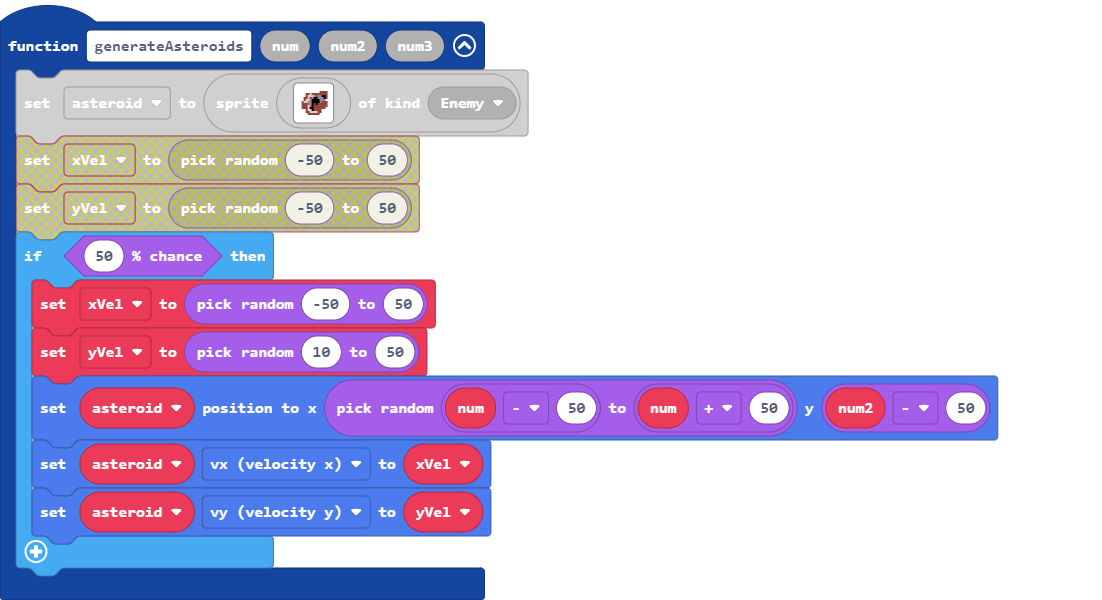 function generateAsteroids num num2 num3
set asteroid to sprite of kind Enemy
set xVel to pick random -50 to 50
set yVel to pick random -50 to 50
if 50 % chance then
set xVel to pick random -50 to 50
set yVel to pick random 10 to 50
set asteroid position to x pick random num - 50 to num + 50 y num2 - 50
set asteroid vx (velocity x) to xVel
set asteroid vy (velocity y) to yVel